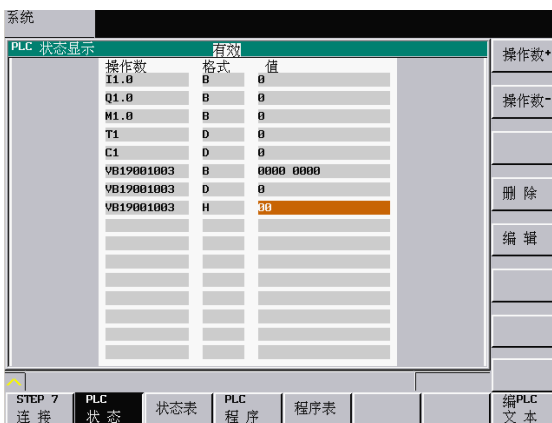 系统
PLC 状态显示 有效
操作数 格式 值
I1.0 B 0
Q1.0 B 0
M1.0 B 0
T1 D 0
C1 D 0
VB19001003 B 0000 0000
VB19001003 D 0
VB19001003 H 00
操作数+
操作数-
删 除
编 辑
STEP 7
连 接
PLC
状 态
状态表
PLC
程 序
程序表
编PLC
文 本